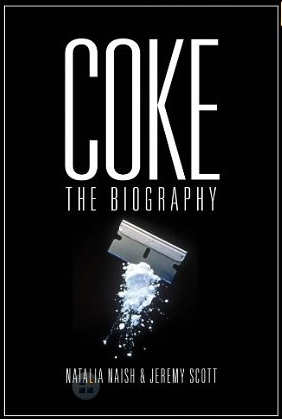 COKE
THE BIOGRAPHY
NATALIA NAISH & JEREMY SCOTT